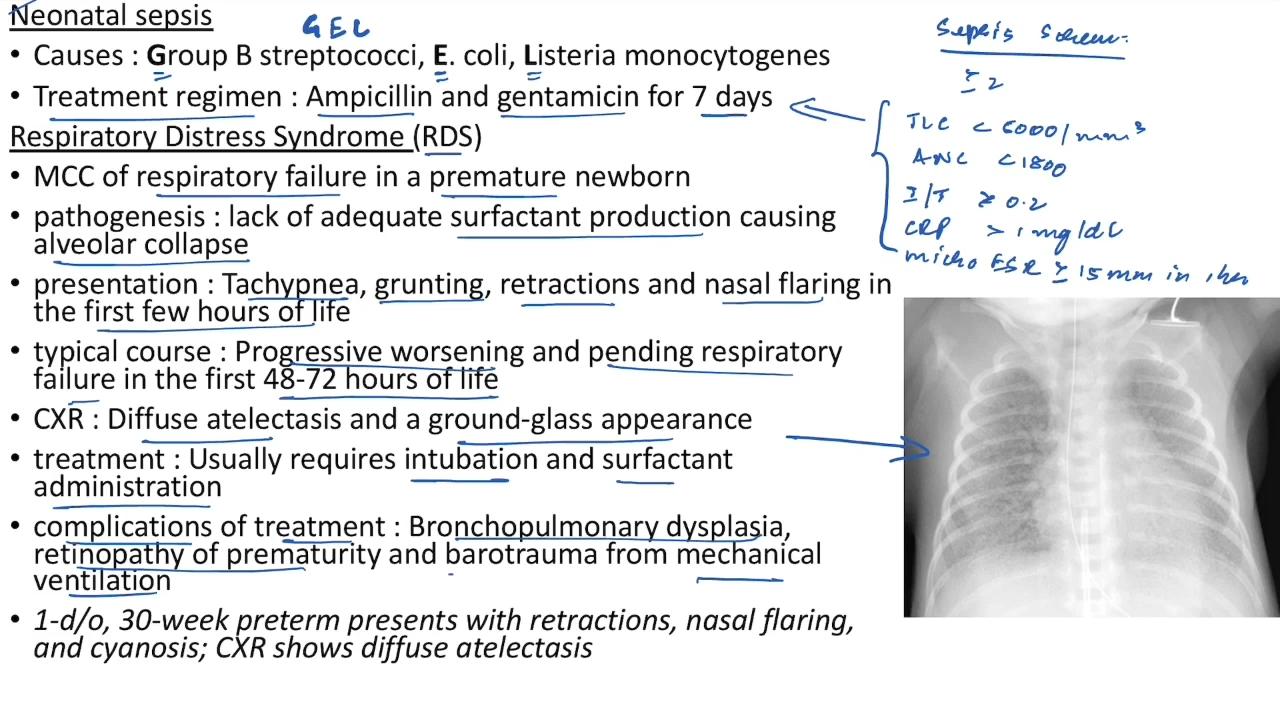 Neonatal sepsis
GEL
• Causes : Group B streptococci, E. coli, Listeria monocytogenes
• Treatment regimen : Ampicillin and gentamicin for 7 days
Respiratory Distress Syndrome (RDS)
• MCC of respiratory failure in a premature newborn
• pathogenesis : lack of adequate surfactant production causing
alveolar collapse
• presentation : Tachypnea, grunting, retractions and nasal flaring in
the first few hours of life
• typical course : Progressive worsening and pending respiratory
failure in the first 48-72 hours of life
• CXR : Diffuse atelectasis and a ground-glass appearance
• treatment : Usually requires intubation and surfactant
administration
• complications of treatment : Bronchopulmonary dysplasia,
retinopathy of prematurity and barotrauma from mechanical
ventilation
• 1-d/o, 30-week preterm presents with retractions, nasal flaring,
and cyanosis; CXR shows diffuse atelectasis
Sepsis Screen:
≥ 2
TLC < 5000/mm³
ANC < 1800
I/T ≥ 0.2
CRP > 1 mg/dl
micro ESR ≥ 15 mm in 1hr